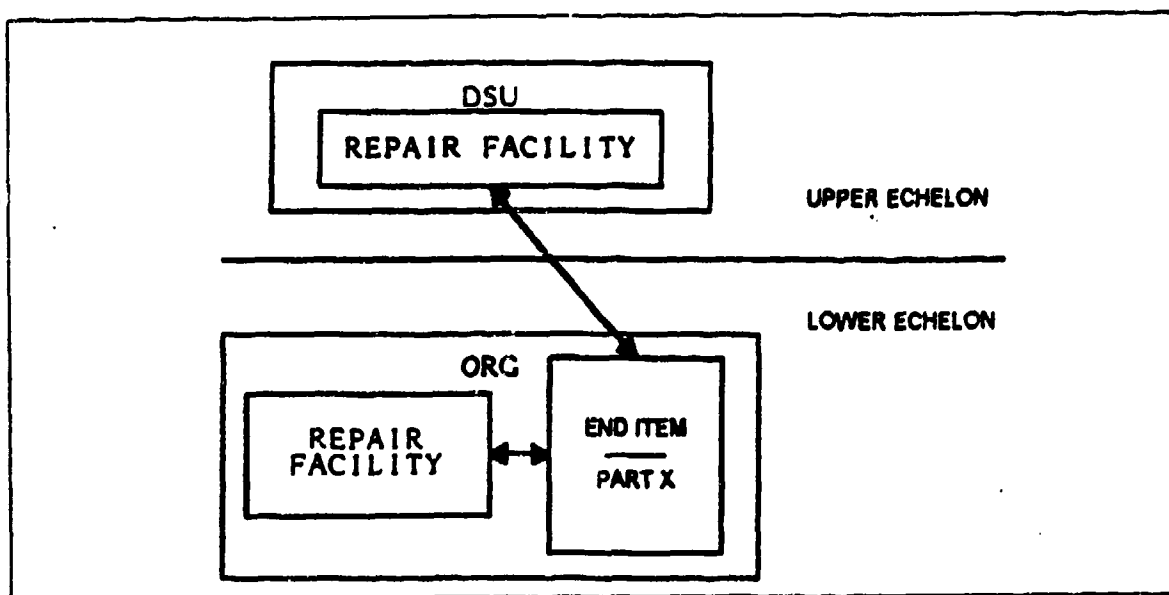 DSU
REPAIR FACILITY
UPPER ECHELON
LOWER ECHELON
ORG
REPAIR
FACILITY
END ITEM
PART X